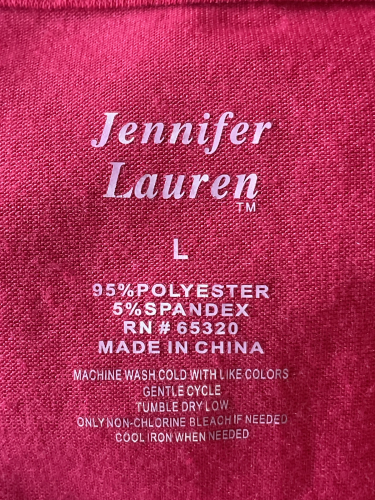 Jennifer
Lauren
TM
L
95%POLYESTER
5%SPANDEX
RN # 65320
MADE IN CHINA
MACHINE WASH COLD WITH LIKE COLORS
GENTLE CYCLE
TUMBLE DRY LOW
ONLY NON-CHLORINE BLEACH IF NEEDED
COOL IRON WHEN NEEDED